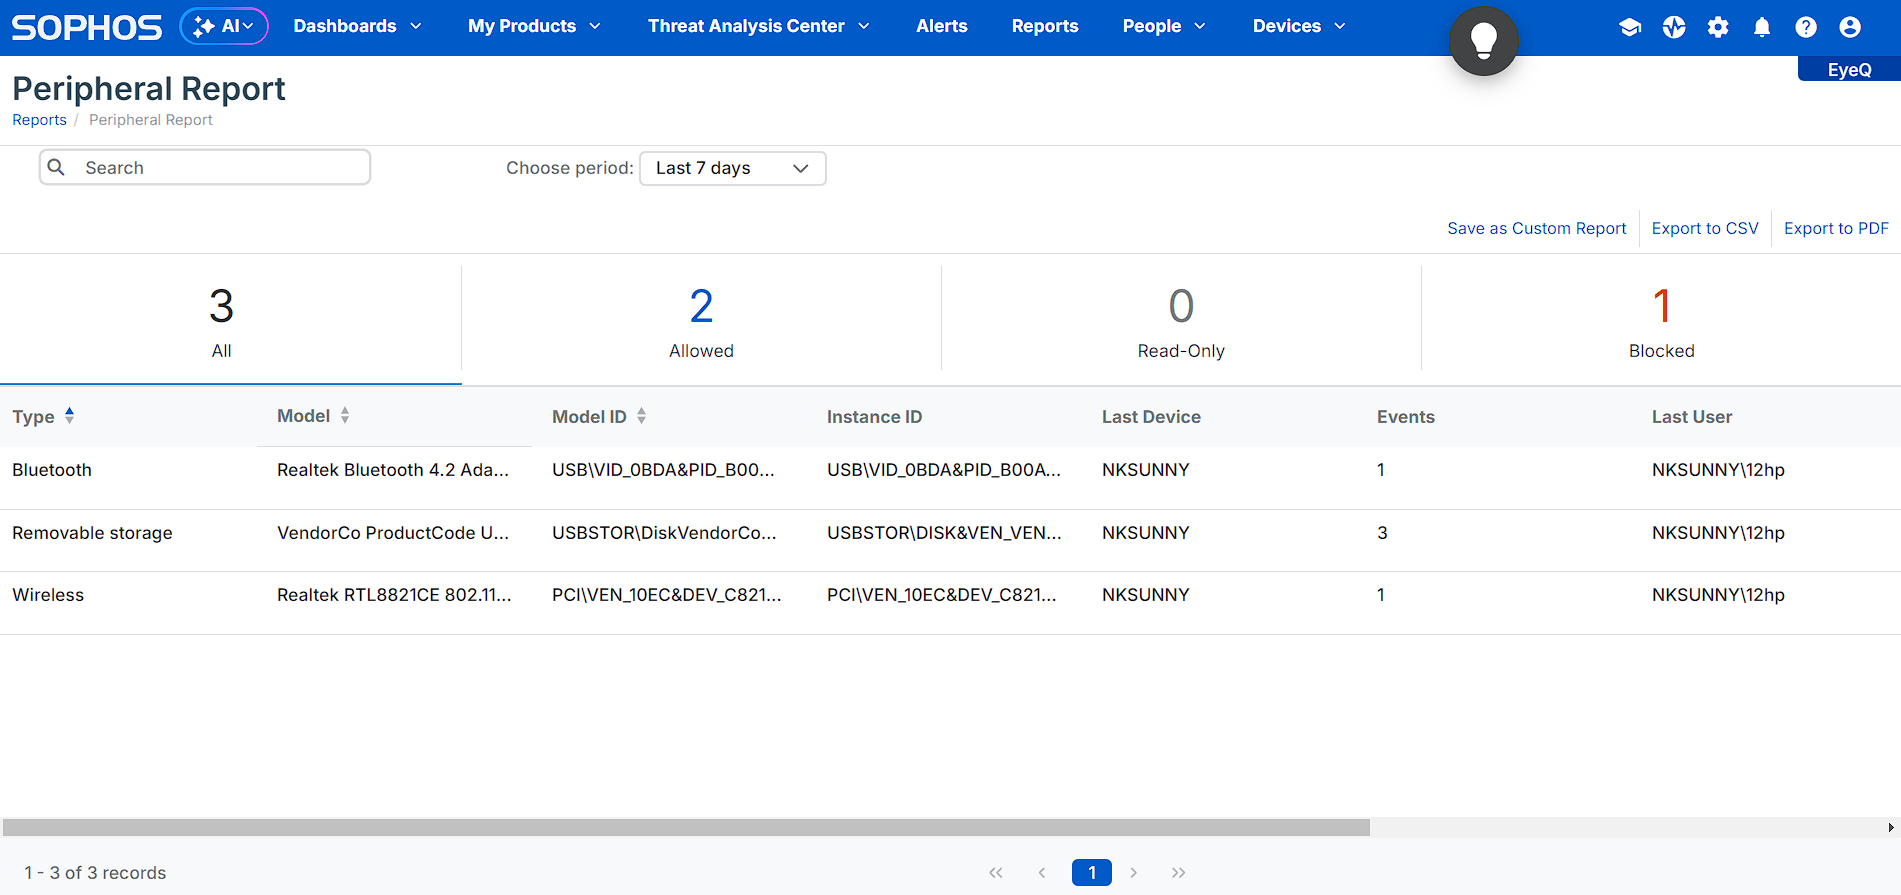 SOPHOS AI Dashboards My Products Threat Analysis Center Alerts Reports People Devices
EyeQ
Peripheral Report
Reports / Peripheral Report
Search Choose period: Last 7 days
Save as Custom Report Export to CSV Export to PDF
3 2 0 1
All Allowed Read-Only Blocked
Type Model Model ID Instance ID Last Device Events Last User
Bluetooth Realtek Bluetooth 4.2 Ada... USB\VID_0BDA&PID_B00... USB\VID_0BDA&PID_B00A... NKSUNNY 1 NKSUNNY\12hp
Removable storage VendorCo ProductCode U... USBSTOR\DiskVendorCo... USBSTOR\DISK&VEN_VEN... NKSUNNY 3 NKSUNNY\12hp
Wireless Realtek RTL8821CE 802.11... PCI\VEN_10EC&DEV_C821... PCI\VEN_10EC&DEV_C821... NKSUNNY 1 NKSUNNY\12hp
1 - 3 of 3 records << < 1 > >>